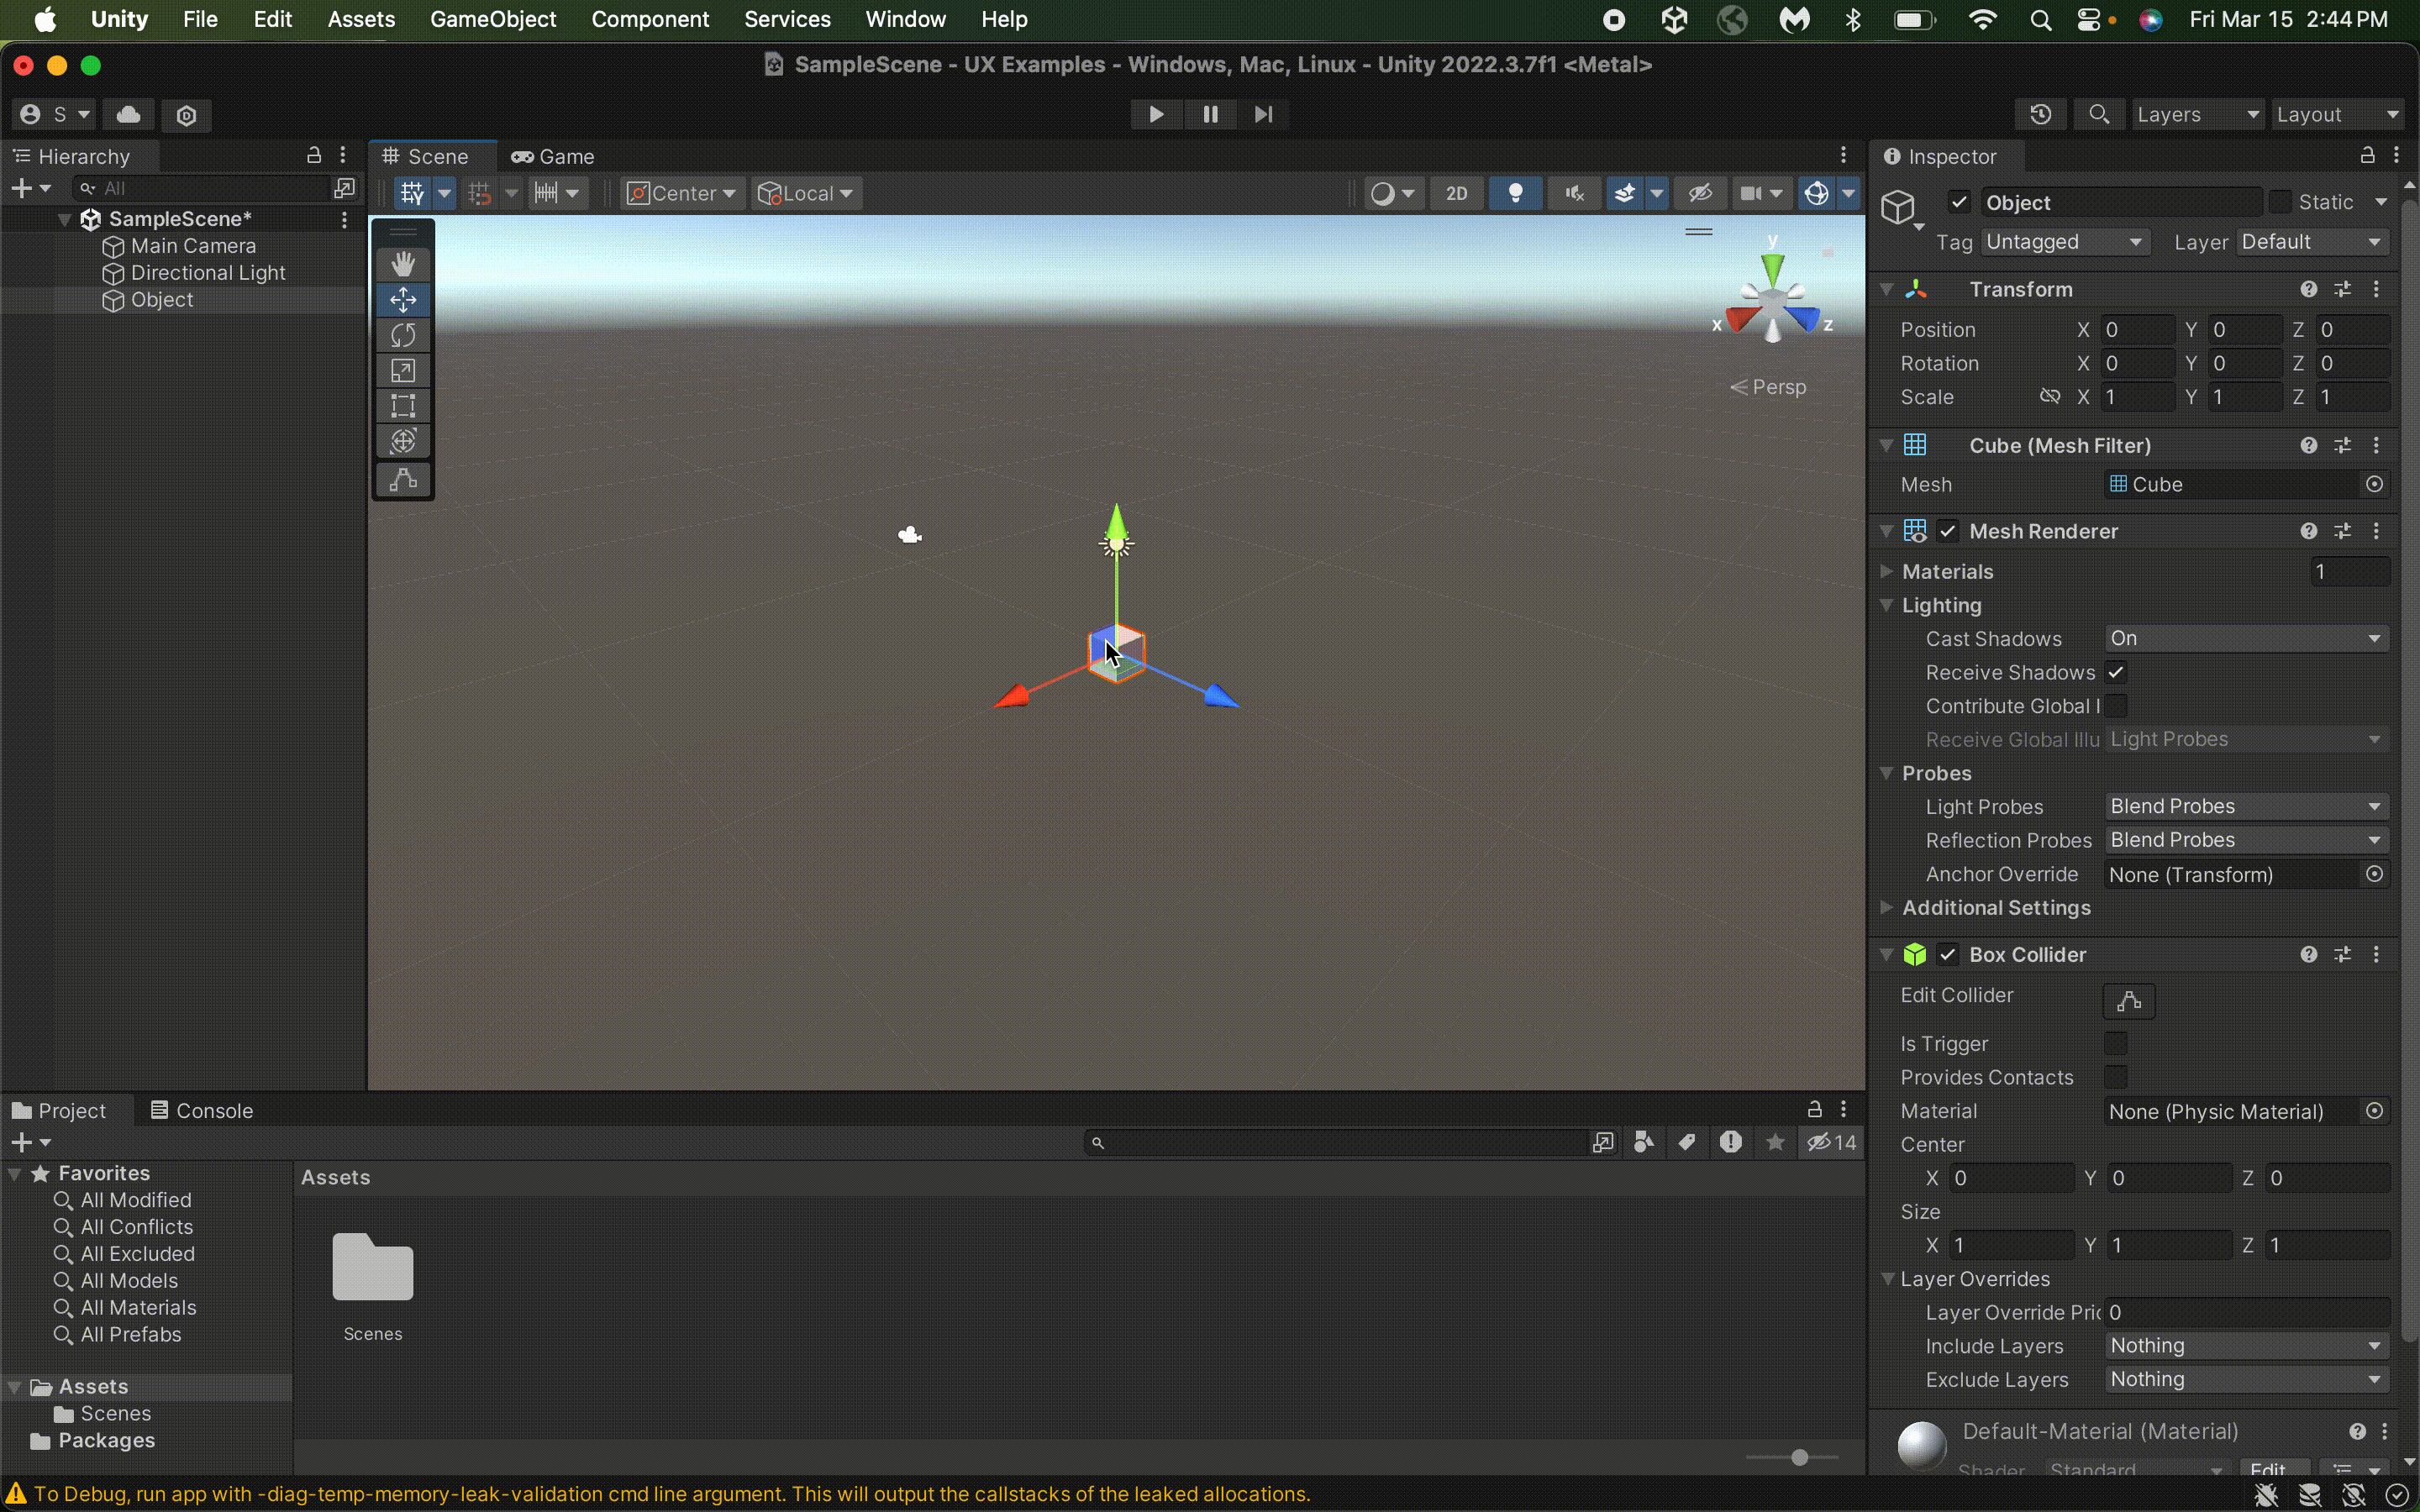 Unity File Edit Assets GameObject Component Services Window Help Fri Mar 15 2:44 PM
SampleScene - UX Examples - Windows, Mac, Linux - Unity 2022.3.7f1 <Metal>
S Layers Layout
Hierarchy
All
SampleScene*
Main Camera
Directional Light
Object
Scene Game
Center Local 2D
y
x z
Persp
Inspector
Object Static
Tag Untagged Layer Default
Transform
Position X 0 Y 0 Z 0
Rotation X 0 Y 0 Z 0
Scale X 1 Y 1 Z 1
Cube (Mesh Filter)
Mesh Cube
Mesh Renderer
Materials 1
Lighting
Cast Shadows On
Receive Shadows
Contribute Global I
Receive Global Illu Light Probes
Probes
Light Probes Blend Probes
Reflection Probes Blend Probes
Anchor Override None (Transform)
Additional Settings
Box Collider
Edit Collider
Is Trigger
Provides Contacts
Material None (Physic Material)
Center
X 0 Y 0 Z 0
Size
X 1 Y 1 Z 1
Layer Overrides
Layer Override Pric 0
Include Layers Nothing
Exclude Layers Nothing
Default-Material (Material)
Shader Standard Edit
Project Console
14
Favorites
All Modified
All Conflicts
All Excluded
All Models
All Materials
All Prefabs
Assets
Scenes
Packages
Assets
Scenes
To Debug, run app with -diag-temp-memory-leak-validation cmd line argument. This will output the callstacks of the leaked allocations.